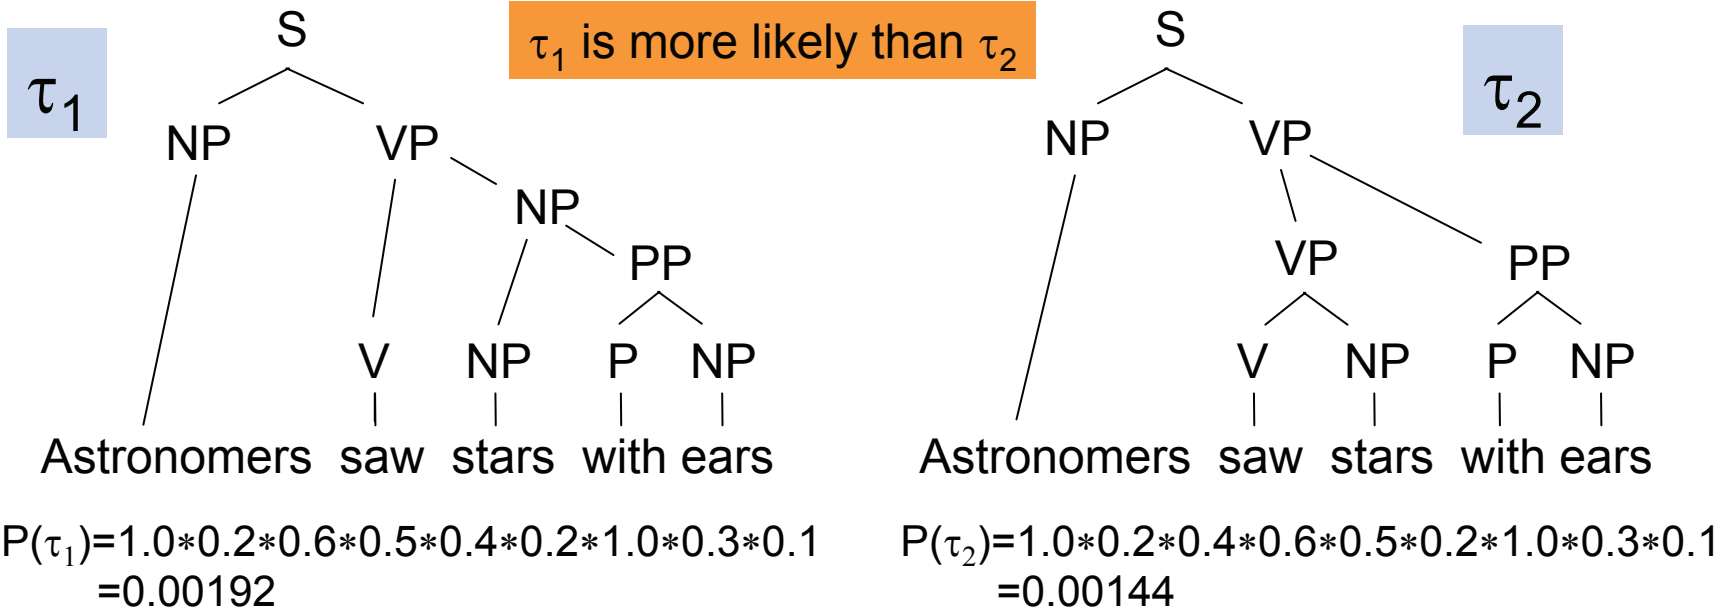 τ1 is more likely than τ2
τ1
S
NP VP
NP
PP
V NP P NP
Astronomers saw stars with ears
P(τ1)=1.0*0.2*0.6*0.5*0.4*0.2*1.0*0.3*0.1
=0.00192
τ2
S
NP VP
VP PP
V NP P NP
Astronomers saw stars with ears
P(τ2)=1.0*0.2*0.4*0.6*0.5*0.2*1.0*0.3*0.1
=0.00144